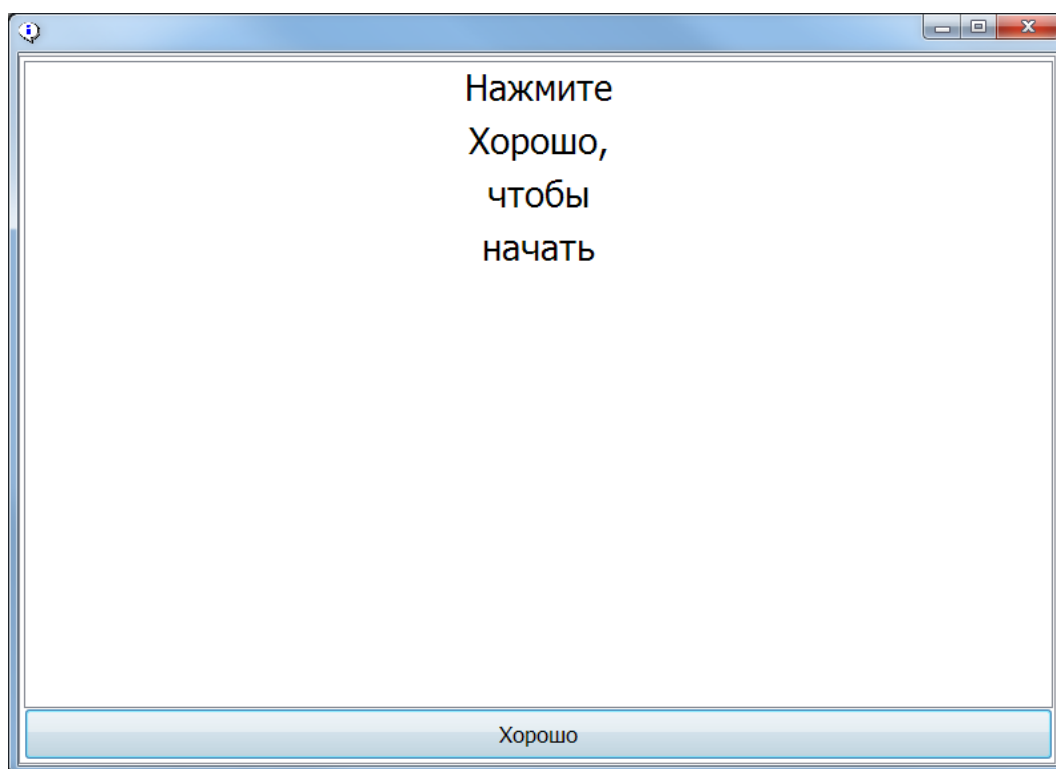 Нажмите
Хорошо,
чтобы
начать
Хорошо